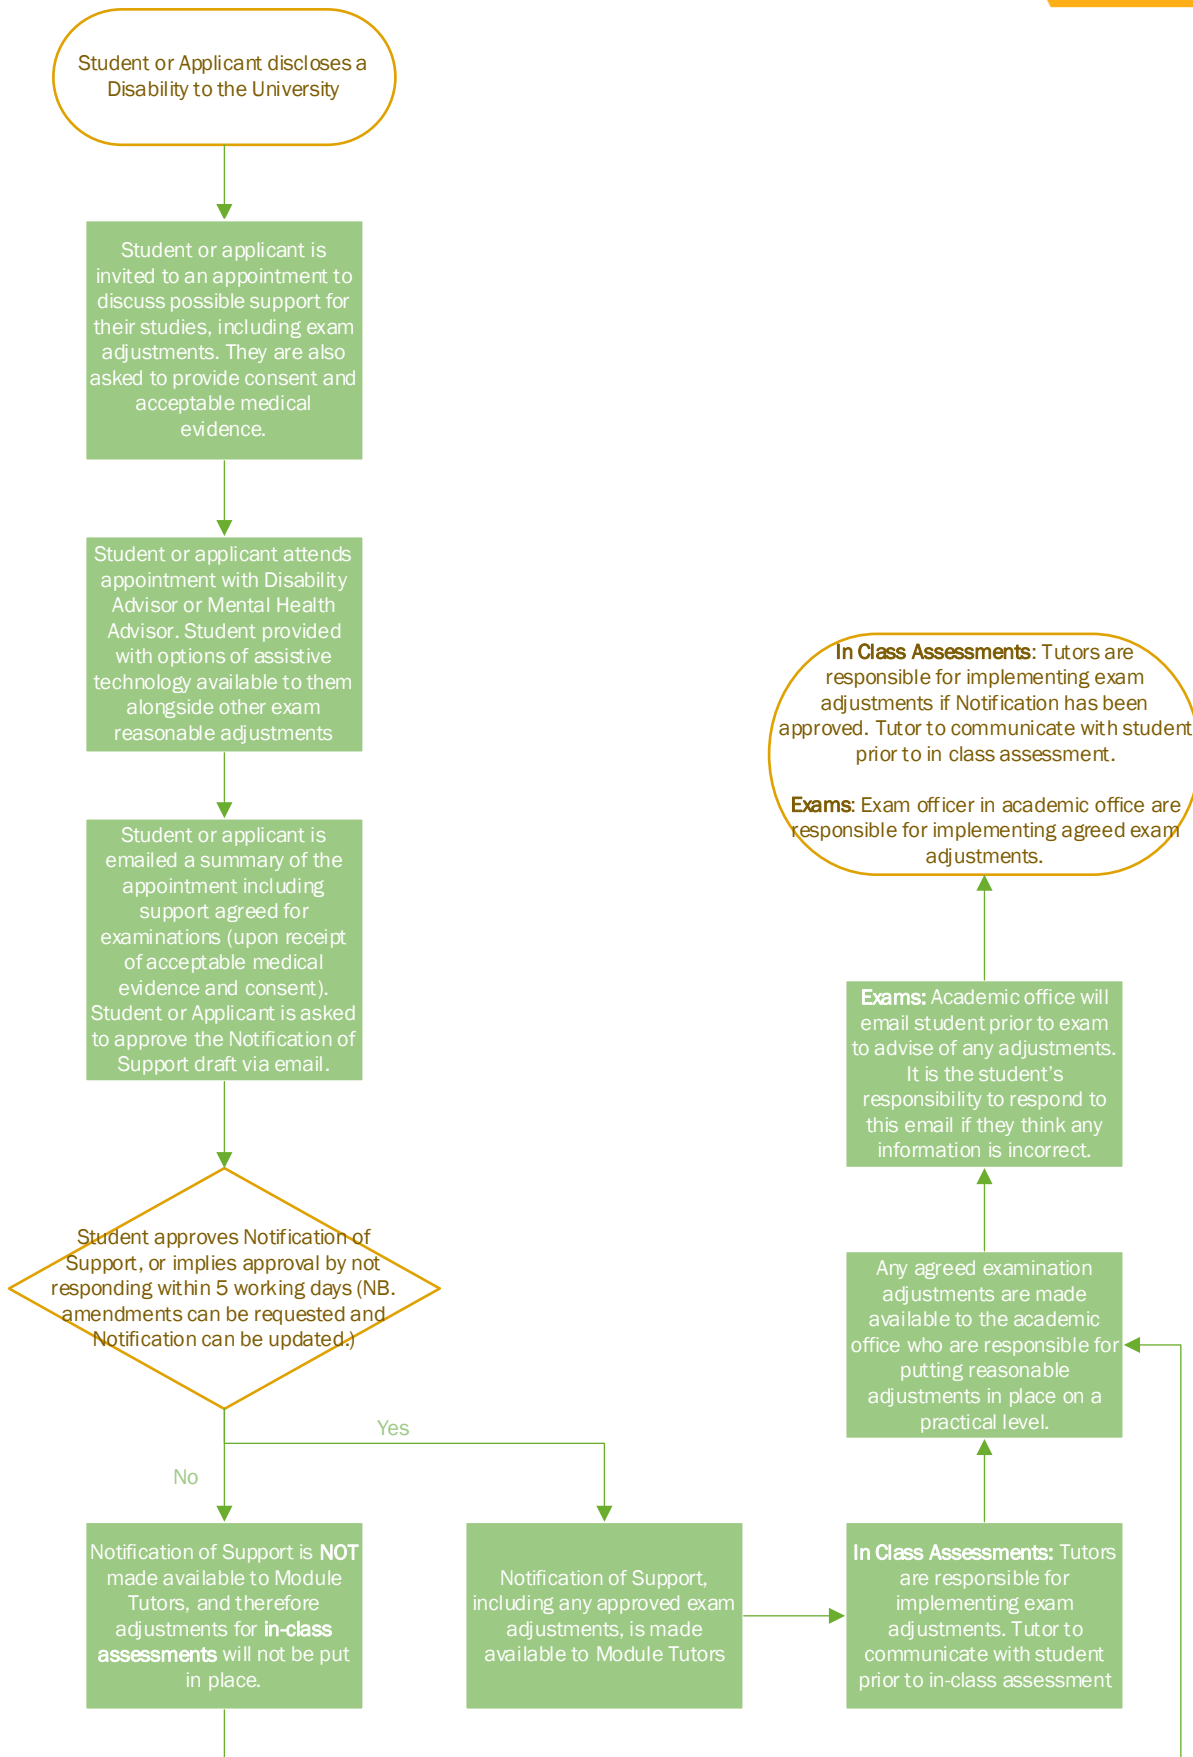 Student or Applicant discloses a
Disability to the University
Student or applicant is
invited to an appointment to
discuss possible support for
their studies, including exam
adjustments. They are also
asked to provide consent and
acceptable medical
evidence.
Student or applicant attends
appointment with Disability
Advisor or Mental Health
Advisor. Student provided
with options of assistive
technology available to them
alongside other exam
reasonable adjustments
Student or applicant is
emailed a summary of the
appointment including
support agreed for
examinations (upon receipt
of acceptable medical
evidence and consent).
Student or Applicant is asked
to approve the Notification of
Support draft via email.
Student approves Notification of
Support, or implies approval by not
responding within 5 working days (NB.
amendments can be requested and
Notification can be updated.)
Yes
No
Notification of Support is NOT
made available to Module
Tutors, and therefore
adjustments for in-class
assessments will not be put
in place.
Notification of Support,
including any approved exam
adjustments, is made
available to Module Tutors
In Class Assessments: Tutors
are responsible for
implementing exam
adjustments. Tutor to
communicate with student
prior to in-class assessment
Any agreed examination
adjustments are made
available to the academic
office who are responsible for
putting reasonable
adjustments in place on a
practical level.
Exams: Academic office will
email student prior to exam
to advise of any adjustments.
It is the student's
responsibility to respond to
this email if they think any
information is incorrect.
In Class Assessments: Tutors are
responsible for implementing exam
adjustments if Notification has been
approved. Tutor to communicate with student
prior to in class assessment.
Exams: Exam officer in academic office are
responsible for implementing agreed exam
adjustments.